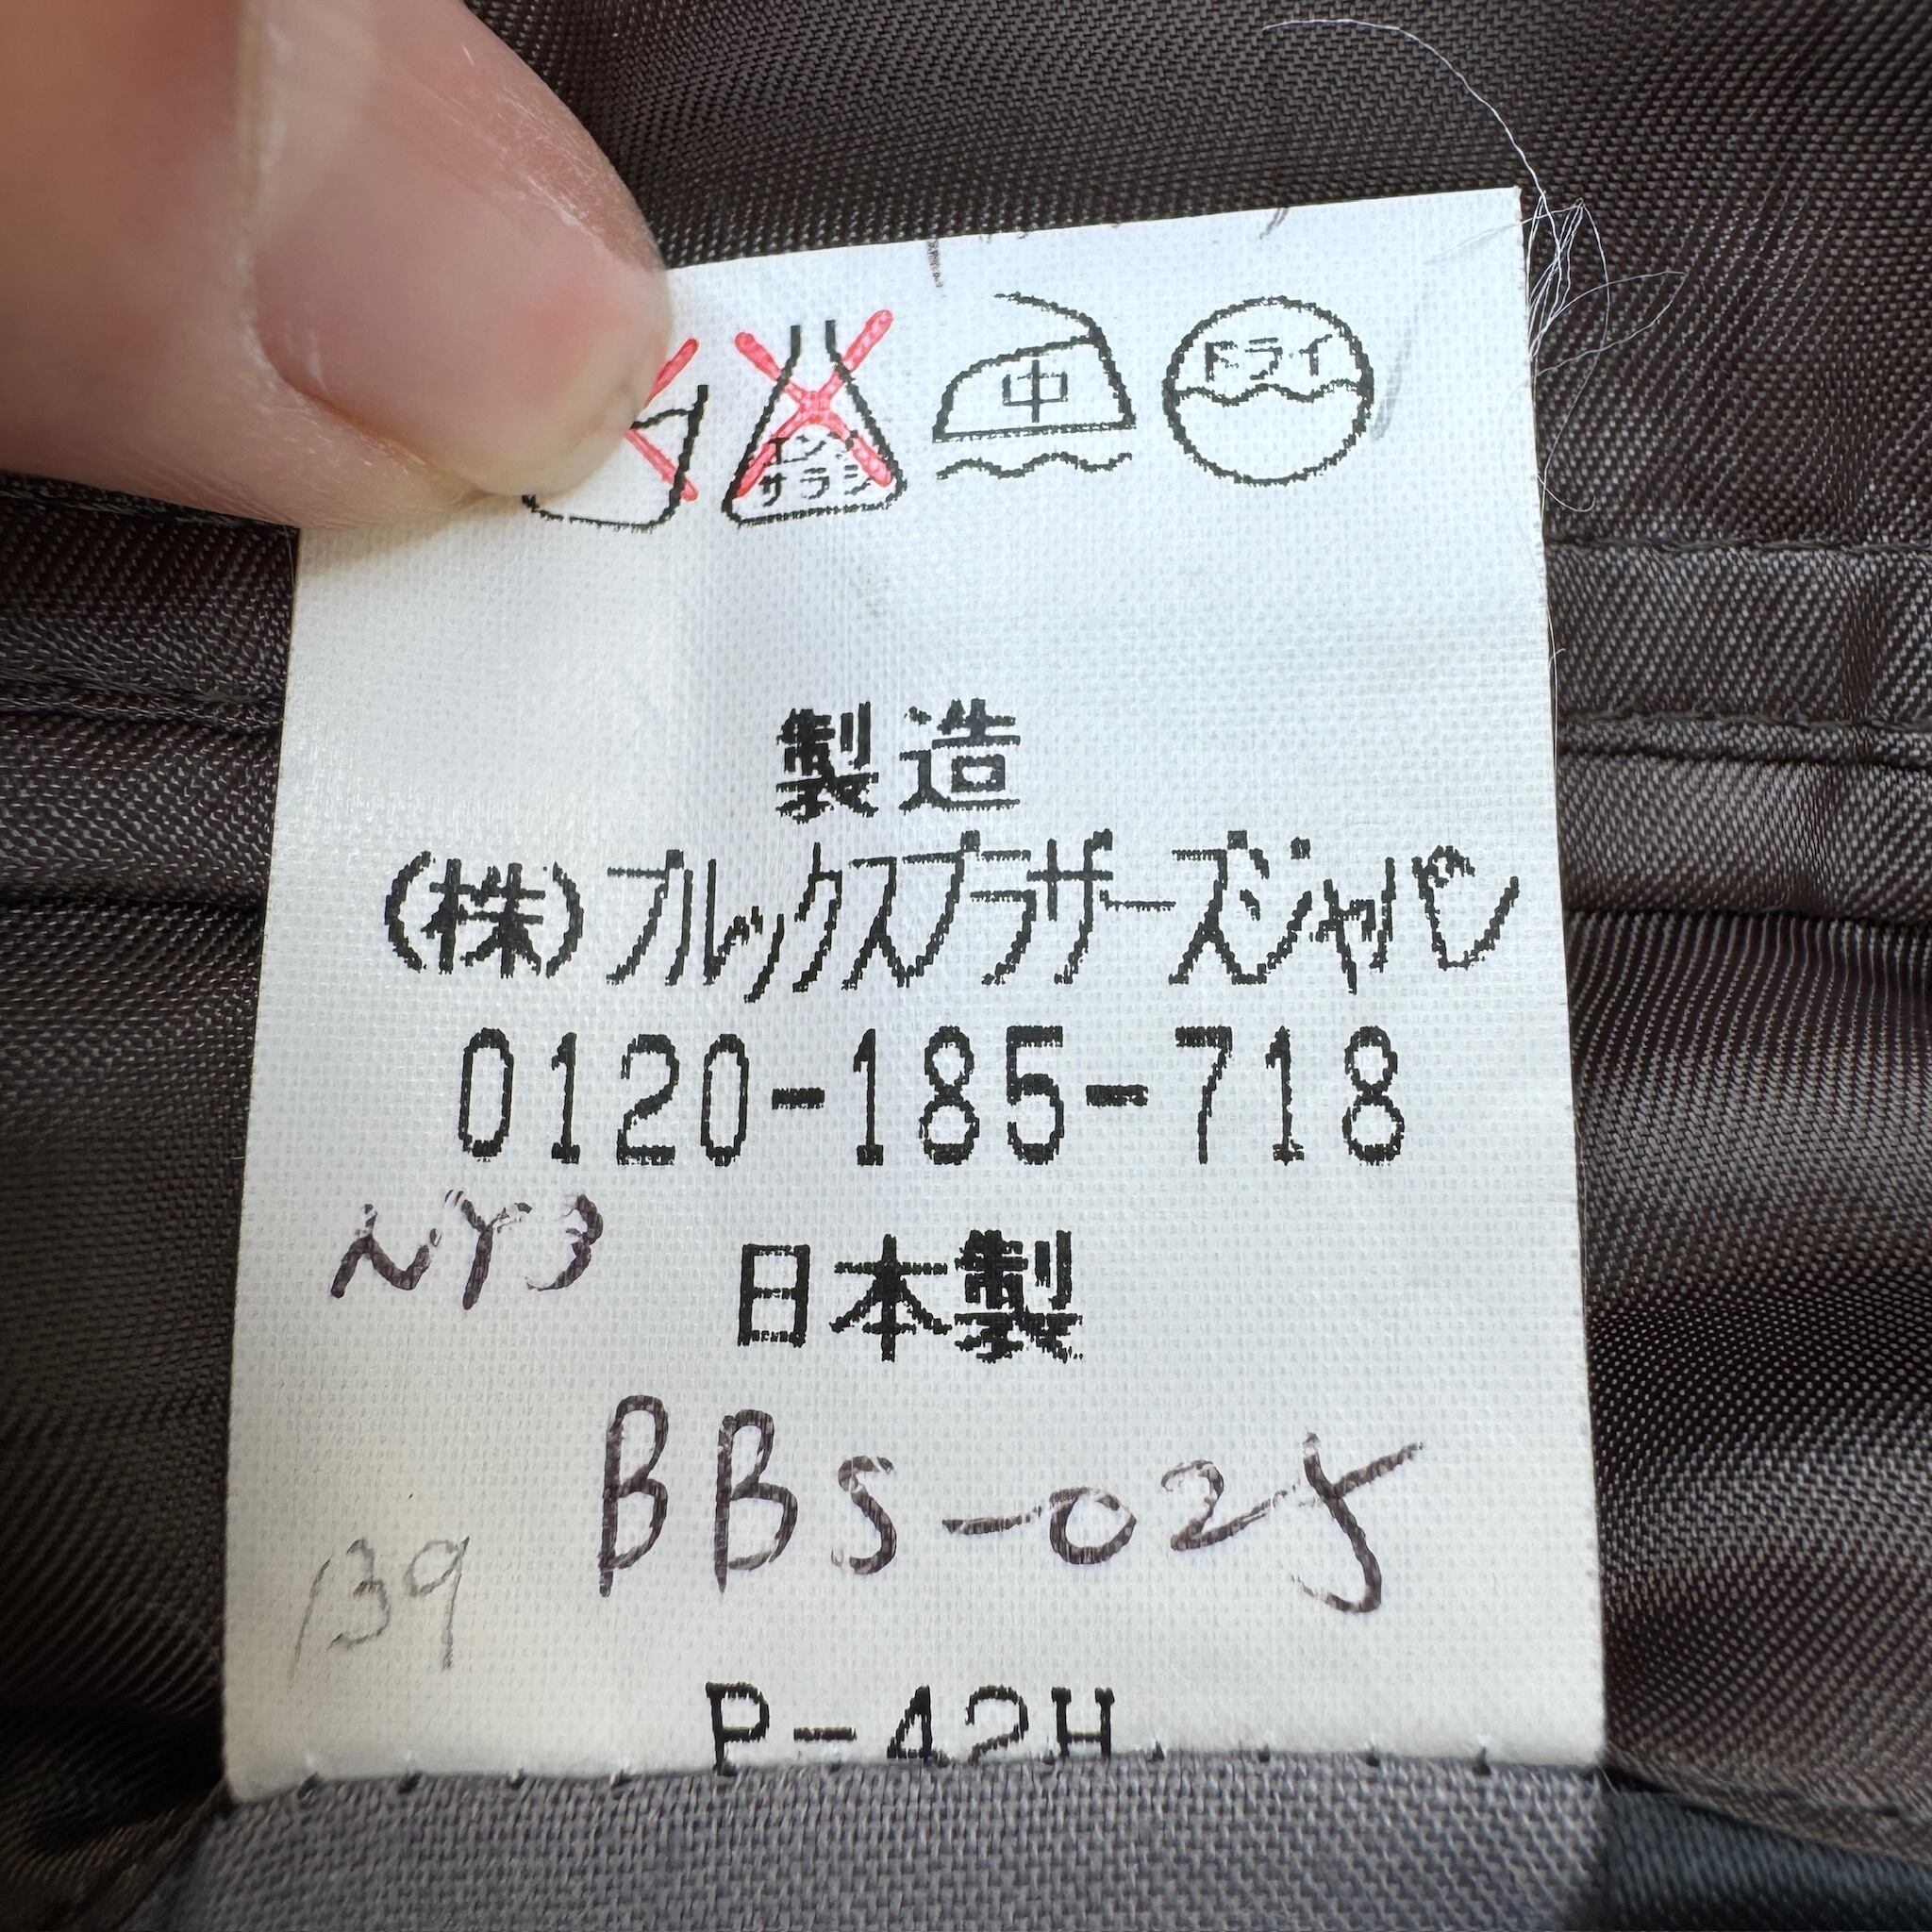 エンソ
サラシ
中
ドライ
製造
(株)ブルックスブラザーズジャパン
0120-185-718
NY3
日本製
BBS-025
139
P-42H